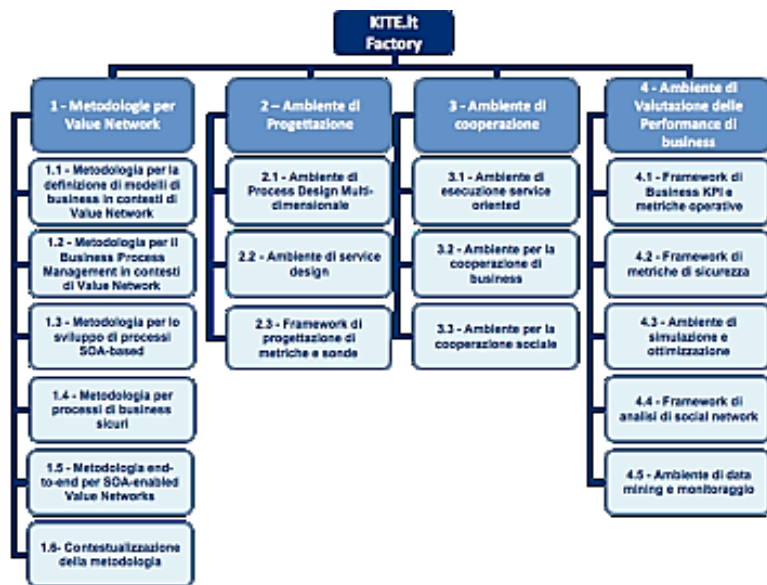 KITE.it
Factory
1 - Metodologie per
Value Network
1.1 - Metodologia per la
definizione di modelli di
business in contesti di
Value Network
1.2 - Metodologia per il
Business Process
Management in contesti
di Value Network
1.3 - Metodologia per lo
sviluppo di processi
SOA-based
1.4 - Metodologia per
processi di business
sicuri
1.5 - Metodologia end-
to-end per SOA-enabled
Value Networks
1.6- Contestualizzazione
della metodologia
2 – Ambiente di
Progettazione
2.1 - Ambiente di
Process Design Multi-
dimensionale
2.2 - Ambiente di service
design
2.3 - Framework di
progettazione di
metriche e sonde
3 - Ambiente di
cooperazione
3.1 - Ambiente di
esecuzione service
oriented
3.2 - Ambiente per la
cooperazione di
business
3.3 - Ambiente per la
cooperazione sociale
4 - Ambiente di
Valutazione delle
Performance di
business
4.1 - Framework di
Business KPI e
metriche operative
4.2 - Framework di
metriche di sicurezza
4.3 - Ambiente di
simulazione e
ottimizzazione
4.4 - Framework di
analisi di social network
4.5 - Ambiente di data
mining e monitoraggio